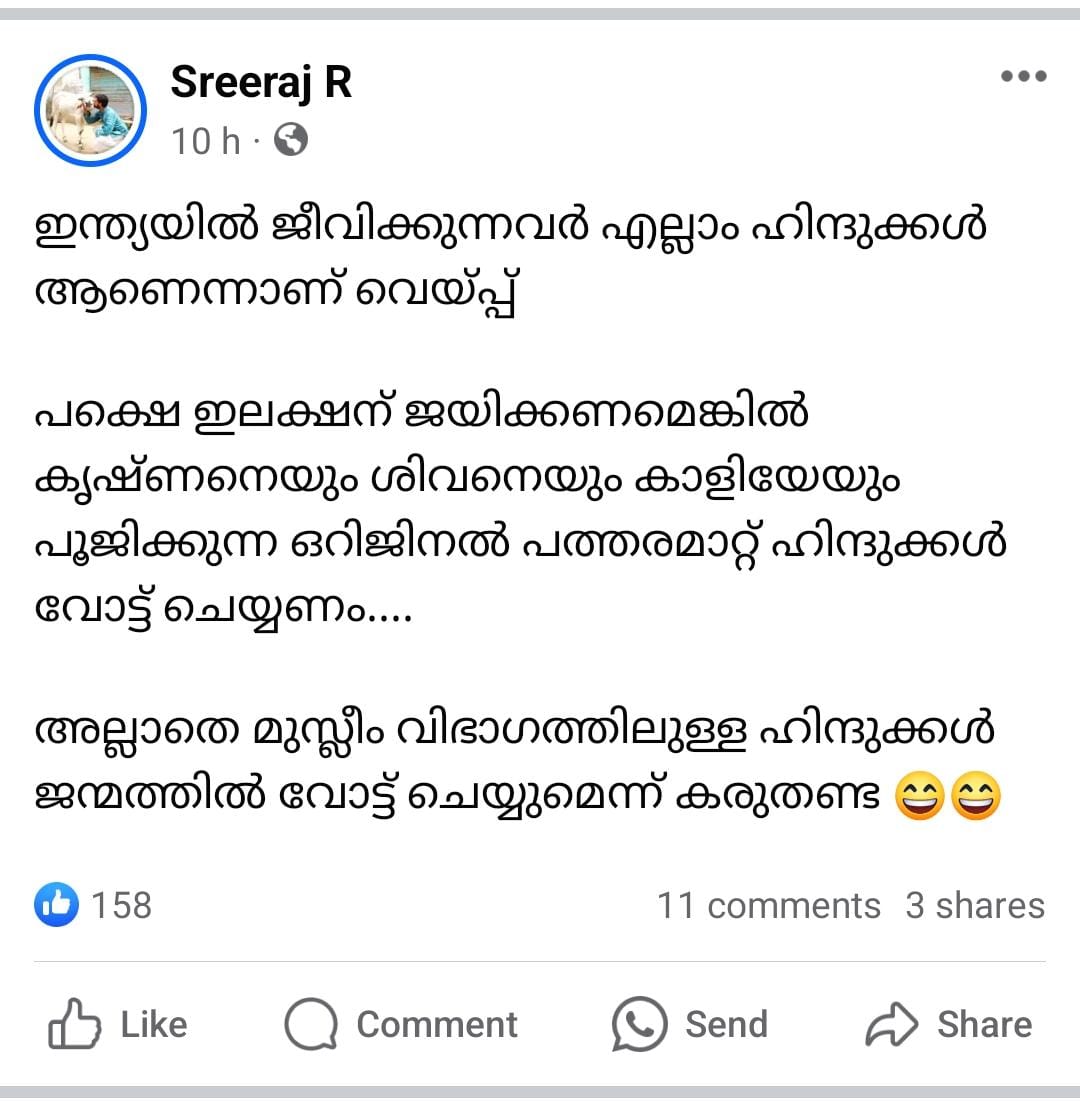 Sreeraj R
10 h ·
ഇന്ത്യയിൽ ജീവിക്കുന്നവർ എല്ലാം ഹിന്ദുക്കൾ
ആണെന്നാണ് വെയ്പ്പ്
പക്ഷെ ഇലക്ഷന് ജയിക്കണമെങ്കിൽ
കൃഷ്ണനെയും ശിവനെയും കാളിയേയും
പൂജിക്കുന്ന ഒറിജിനൽ പത്തരമാറ്റ് ഹിന്ദുക്കൾ
വോട്ട് ചെയ്യണം....
അല്ലാതെ മുസ്ലീം വിഭാഗത്തിലുള്ള ഹിന്ദുക്കൾ
ജന്മത്തിൽ വോട്ട് ചെയ്യുമെന്ന് കരുതണ്ട 😄😄
158 11 comments 3 shares
Like Comment Send Share